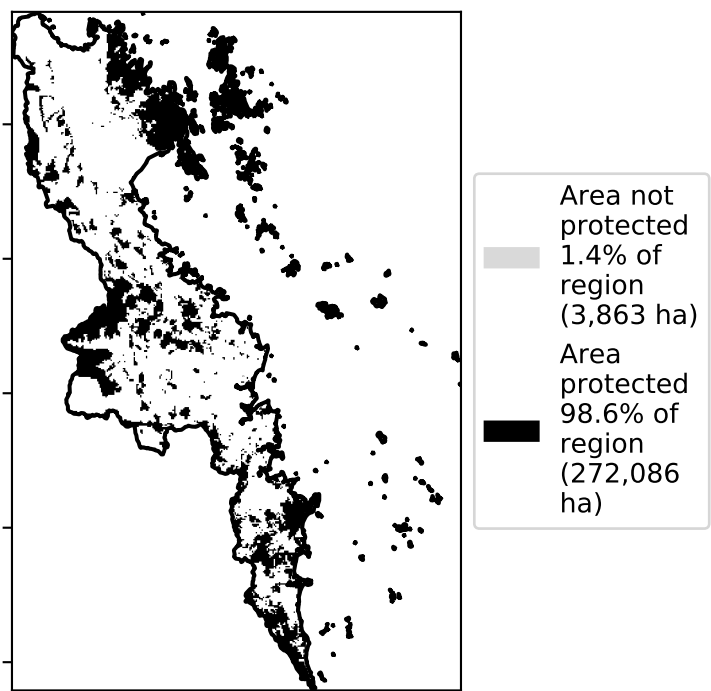 Area not
protected
1.4% of
region
(3,863 ha)
Area
protected
98.6% of
region
(272,086
ha)